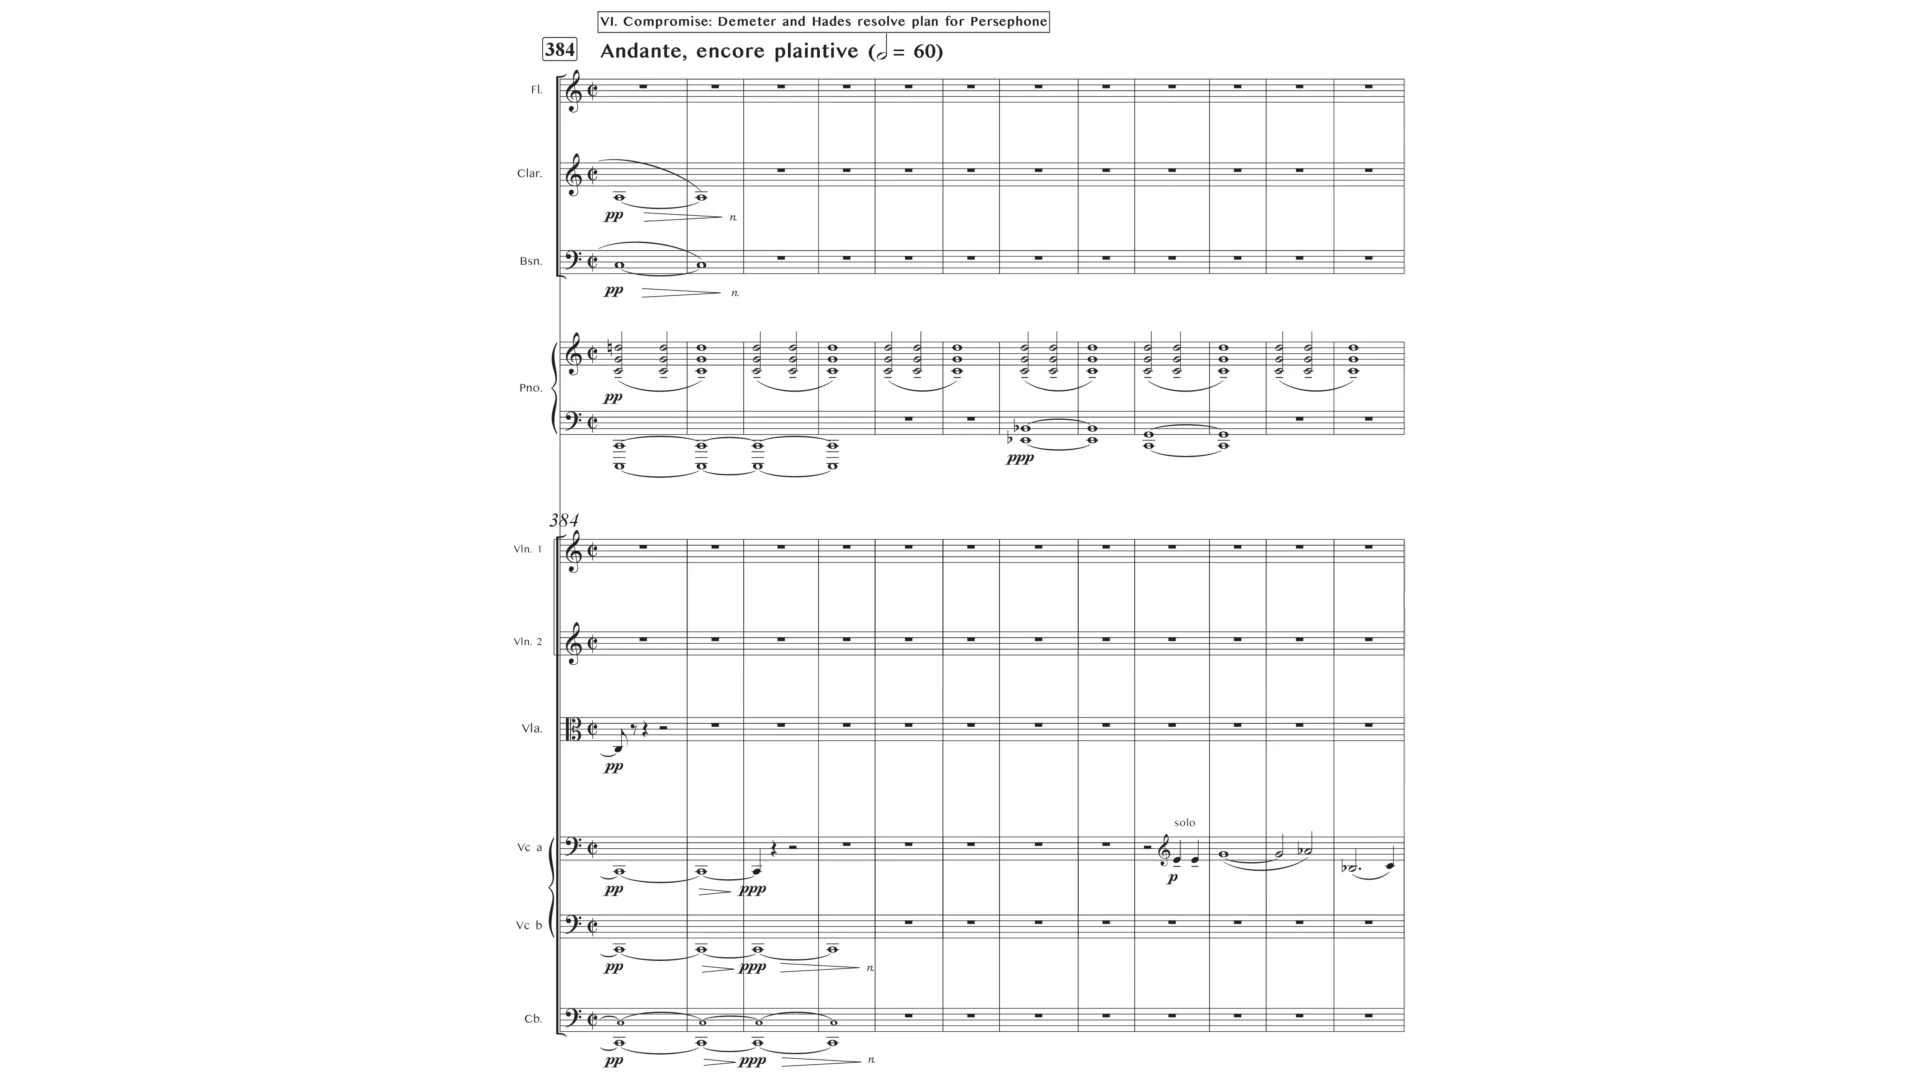 VI. Compromise: Demeter and Hades resolve plan for Persephone
384 Andante, encore plaintive (𝅗𝅥 = 60)
Fl.
Clar.
pp n.
Bsn.
pp n.
Pno.
pp
ppp
384
Vln. 1
Vln. 2
Vla.
pp
solo
Vc a
pp ppp p
Vc b
pp ppp n.
Cb.
pp ppp n.